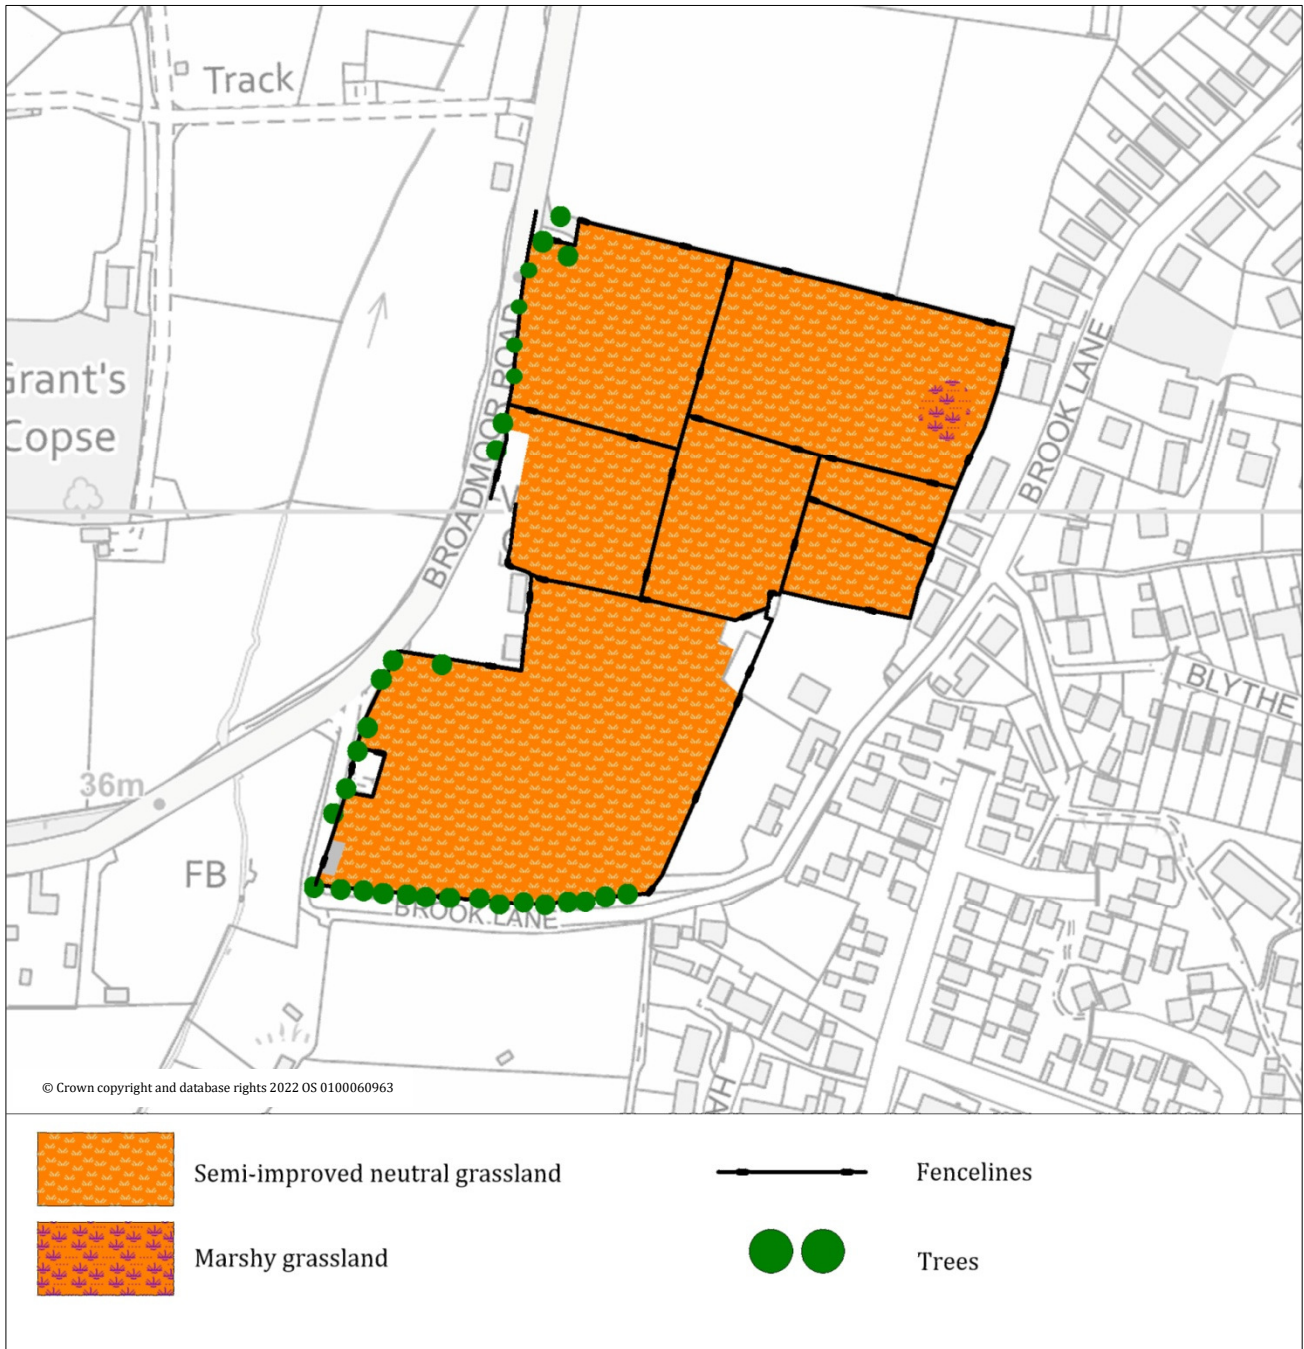 Track
BROADMOOR ROAD
Grant's
Copse
BROOK LANE
BLYTHE
36m
FB
BROOK LANE
© Crown copyright and database rights 2022 OS 0100060963
Semi-improved neutral grassland
Fencelines
Marshy grassland
Trees